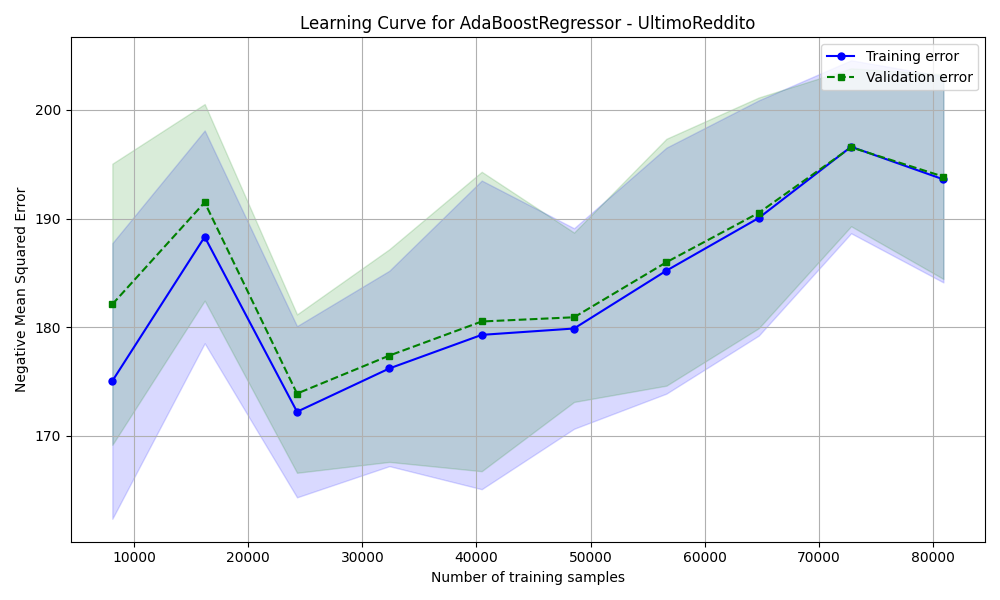 Learning Curve for AdaBoostRegressor - UltimoReddito
Training error
Validation error
Negative Mean Squared Error
200
190
180
170
10000 20000 30000 40000 50000 60000 70000 80000
Number of training samples